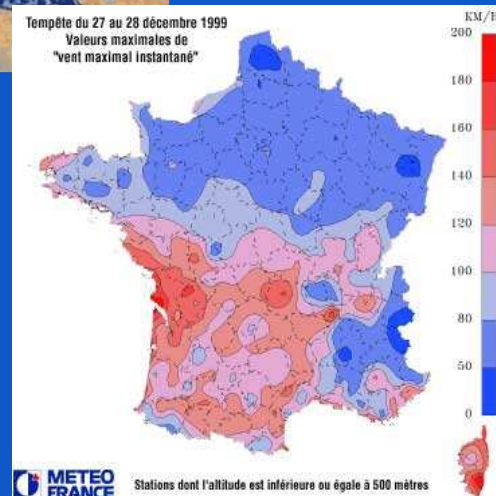 Tempête du 27 au 28 décembre 1999
Valeurs maximales de
"vent maximal instantané"
KM/H
200
180
160
140
120
100
80
50
0
METEO
FRANCE
Stations dont l'altitude est inférieure ou égale à 500 mètres